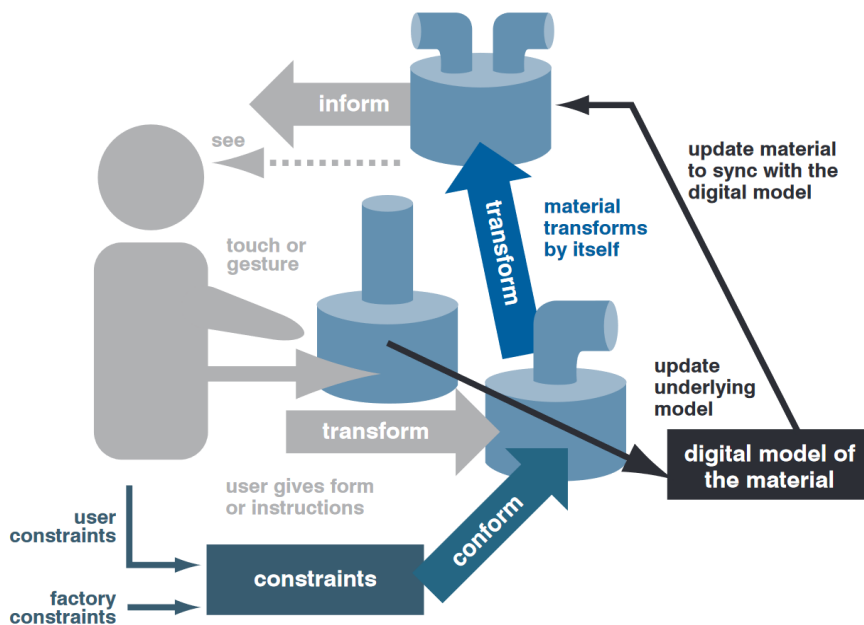 inform
see
update material
to sync with the
digital model
transform
material
transforms
by itself
touch or
gesture
update
underlying
model
transform
digital model of
the material
user gives form
or instructions
conform
user
constraints
constraints
factory
constraints